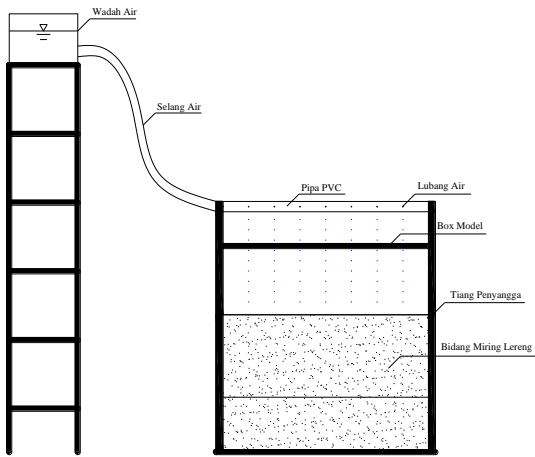 Wadah Air
Selang Air
Pipa PVC
Lubang Air
Box Model
Tiang Penyangga
Bidang Miring Lereng